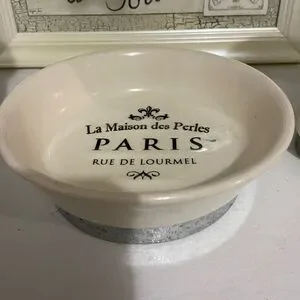 La Maison des Perles
PARIS
RUE DE LOURMEL